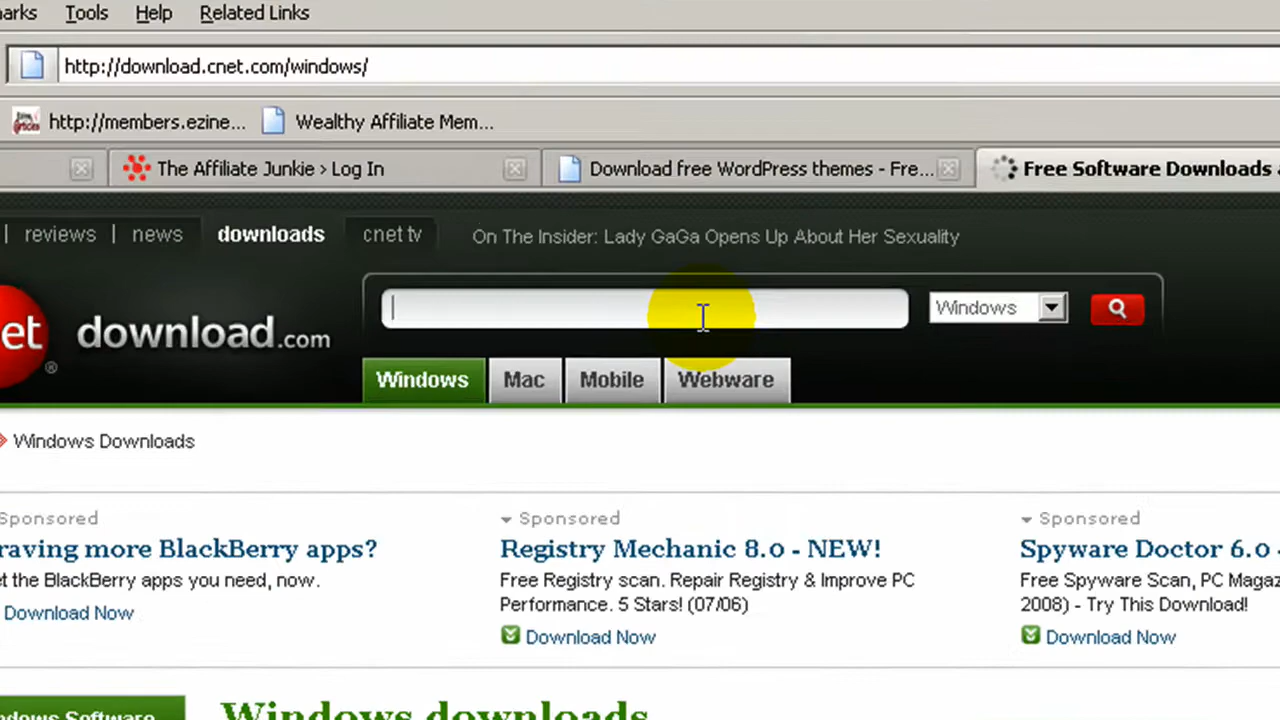 arks Tools Help Related Links
http://download.cnet.com/windows/
http://members.ezine... Wealthy Affiliate Mem...
The Affiliate Junkie › Log In Download free WordPress themes - Fre... Free Software Downloads
| reviews | news downloads cnet tv On The Insider: Lady GaGa Opens Up About Her Sexuality
Windows
et ® download.com
Windows Mac Mobile Webware
Windows Downloads
Sponsored Sponsored Sponsored
raving more BlackBerry apps? Registry Mechanic 8.0 - NEW! Spyware Doctor 6.0 -
et the BlackBerry apps you need, now. Free Registry scan. Repair Registry & Improve PC Free Spyware Scan, PC Magaz
Download Now Performance. 5 Stars! (07/06) 2008) - Try This Download!
Download Now Download Now
ndows Software Windows downloads